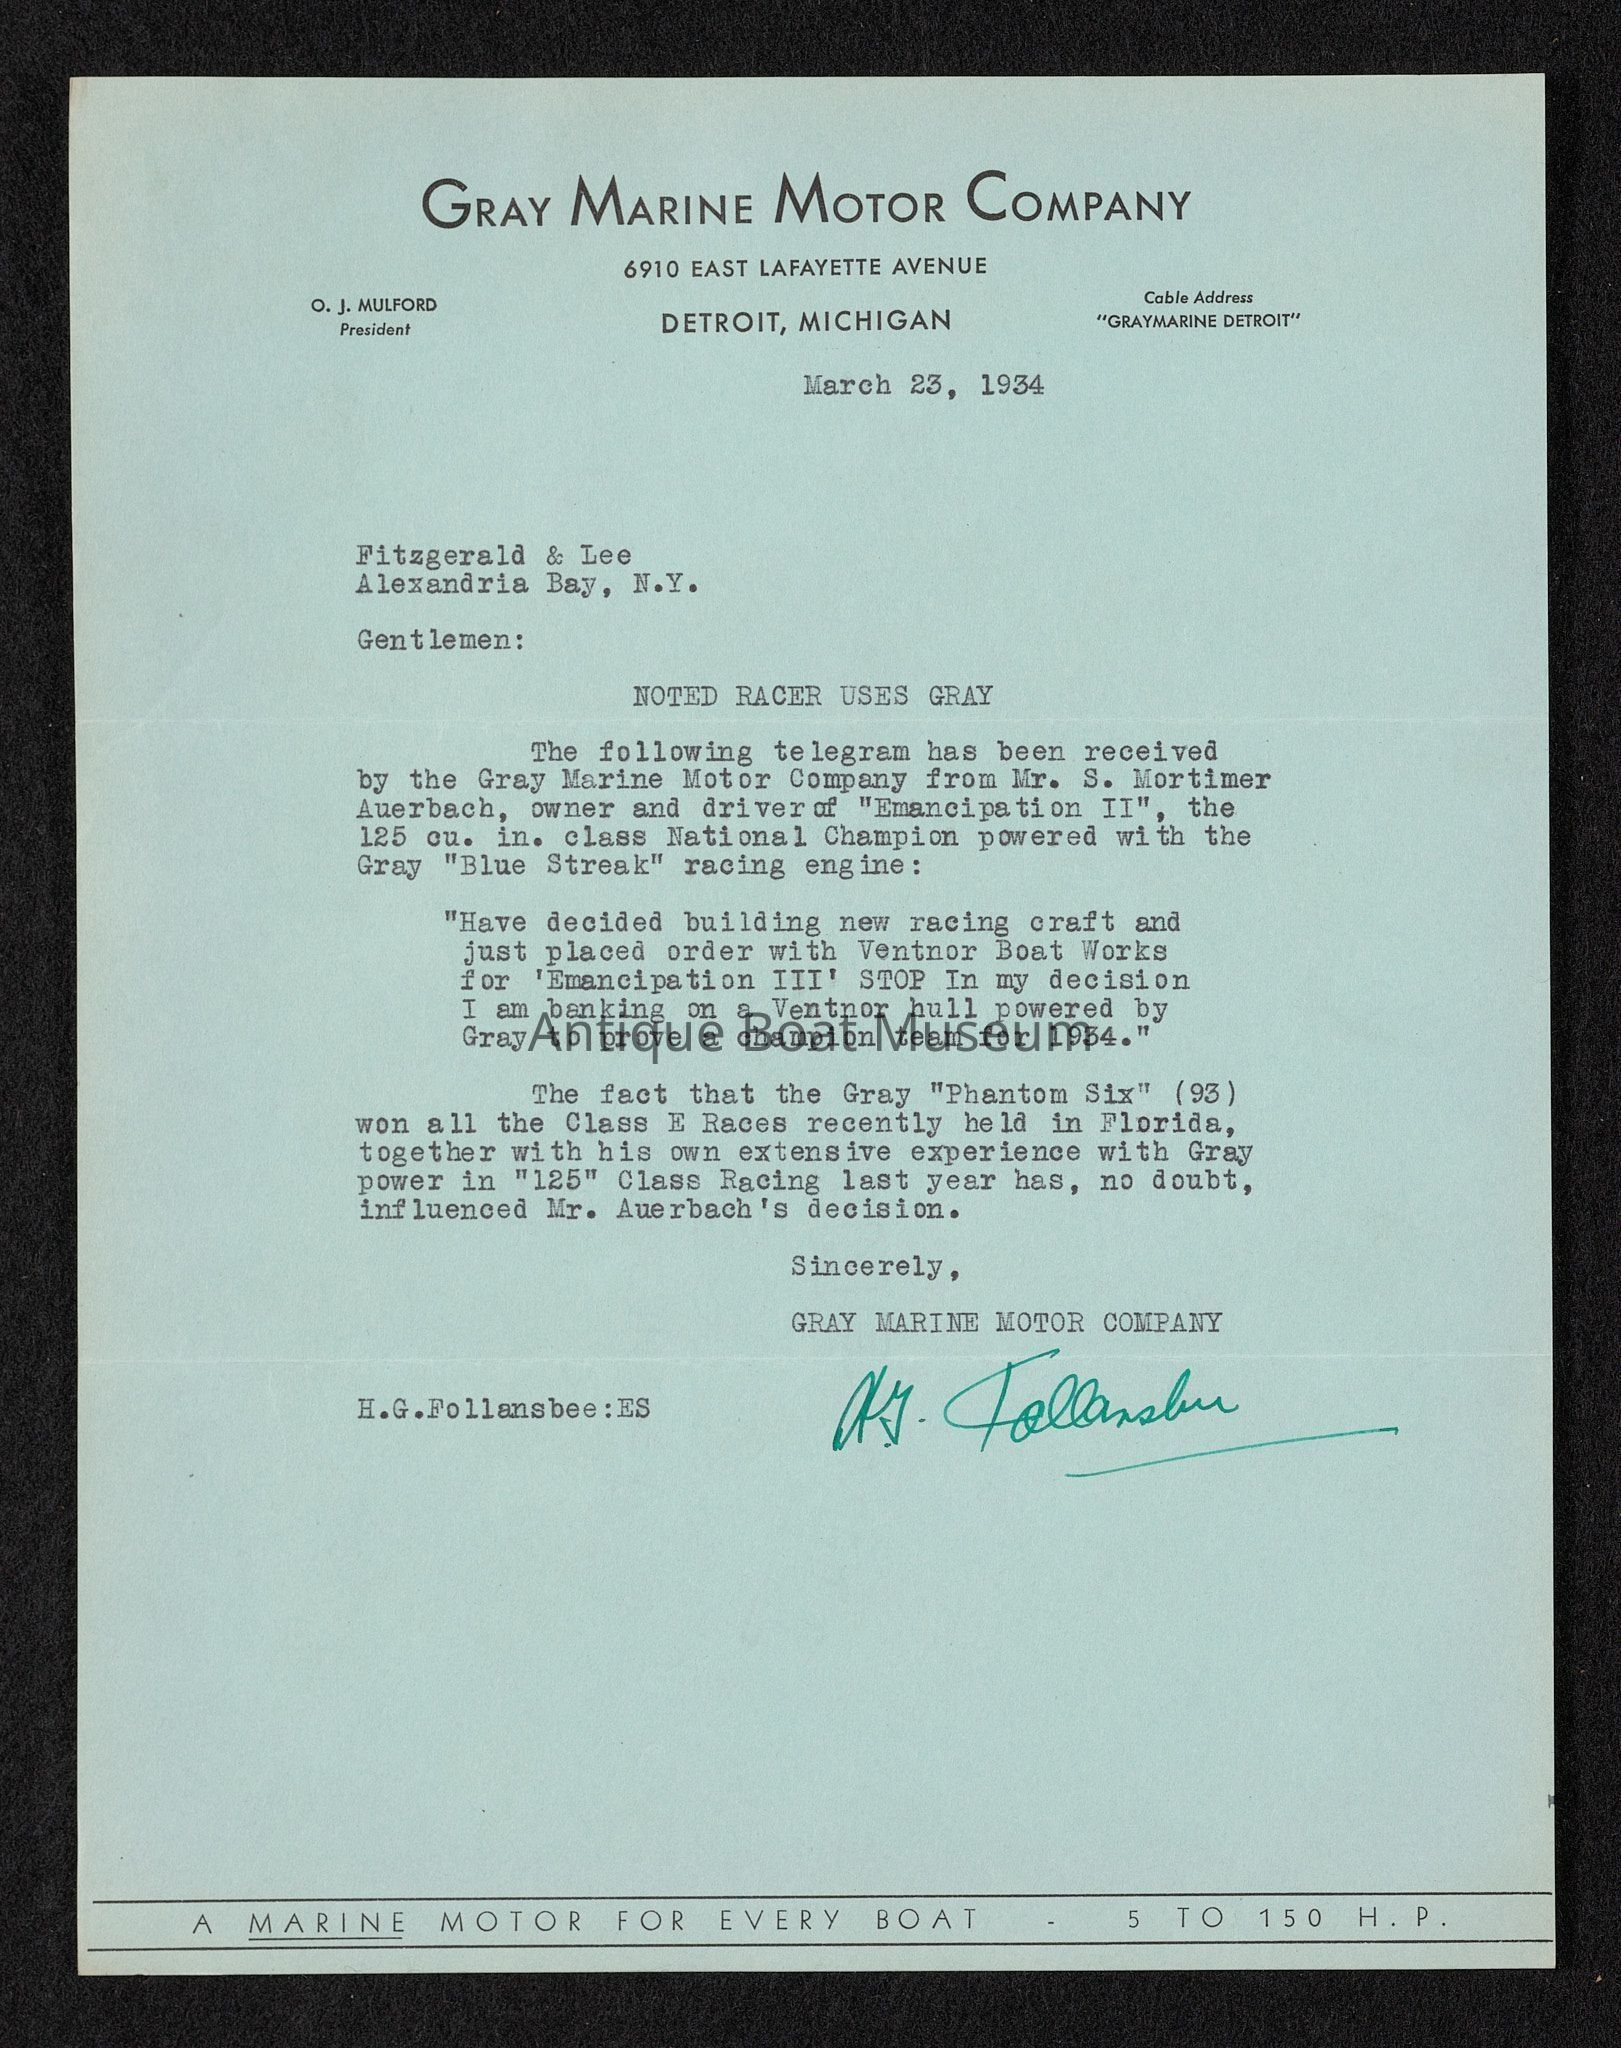 GRAY MARINE MOTOR COMPANY
6910 EAST LAFAYETTE AVENUE
O. J. MULFORD
President
DETROIT, MICHIGAN
Cable Address
"GRAYMARINE DETROIT"
March 23, 1934
Fitzgerald & Lee
Alexandria Bay, N.Y.
Gentlemen:
NOTED RACER USES GRAY
The following telegram has been received
by the Gray Marine Motor Company from Mr. S. Mortimer
Auerbach, owner and driver of "Emancipation II", the
125 cu. in. class National Champion powered with the
Gray "Blue Streak" racing engine:
"Have decided building new racing craft and
just placed order with Ventnor Boat Works
for 'Emancipation III' STOP In my decision
I am banking on a Ventnor hull powered by
Gray to prove a champion team for 1934."
Antique Boat Museum
The fact that the Gray "Phantom Six" (93)
won all the Class E Races recently held in Florida,
together with his own extensive experience with Gray
power in "125" Class Racing last year has, no doubt,
influenced Mr. Auerbach's decision.
Sincerely,
GRAY MARINE MOTOR COMPANY
H.G.Follansbee:ES
H.G. Follansbee
A MARINE MOTOR FOR EVERY BOAT - 5 TO 150 H.P.